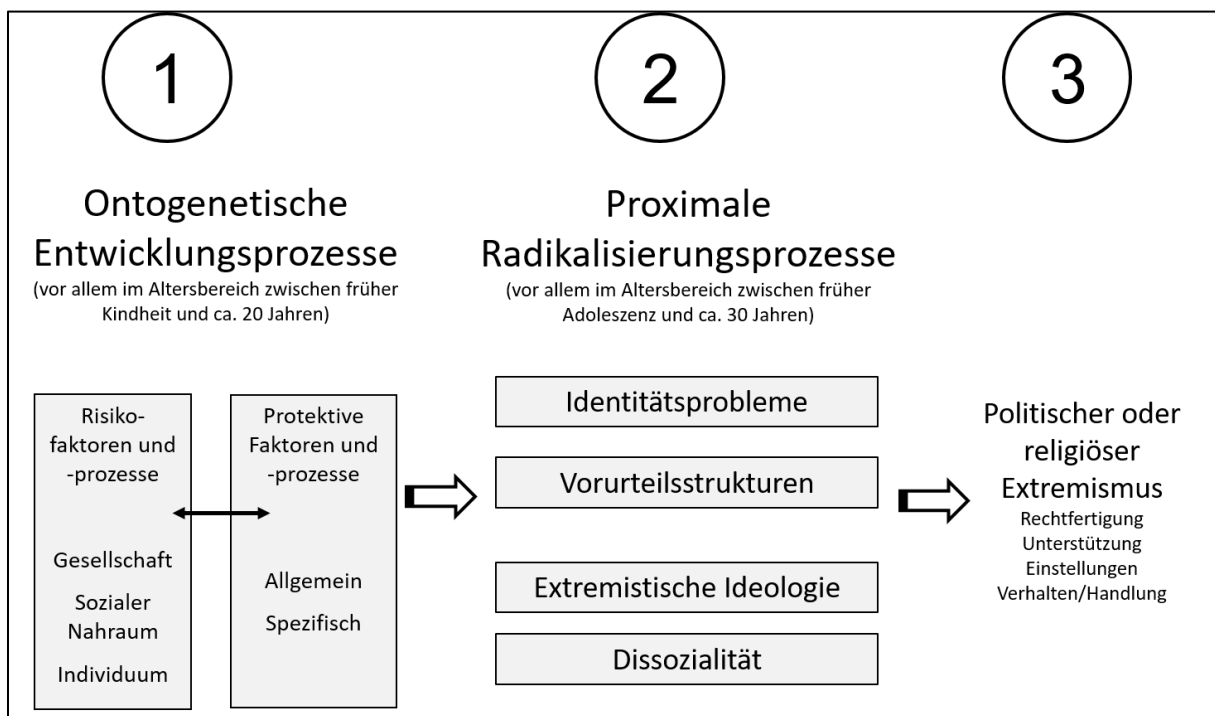 1
Ontogenetische
Entwicklungsprozesse
(vor allem im Altersbereich zwischen früher
Kindheit und ca. 20 Jahren)
Risiko-
faktoren und
-prozesse
Gesellschaft
Sozialer
Nahraum
Individuum
Protektive
Faktoren und
-prozesse
Allgemein
Spezifisch
2
Proximale
Radikalisierungsprozesse
(vor allem im Altersbereich zwischen früher
Adoleszenz und ca. 30 Jahren)
Identitätsprobleme
Vorurteilsstrukturen
Extremistische Ideologie
Dissozialität
3
Politischer oder
religiöser
Extremismus
Rechtfertigung
Unterstützung
Einstellungen
Verhalten/Handlung